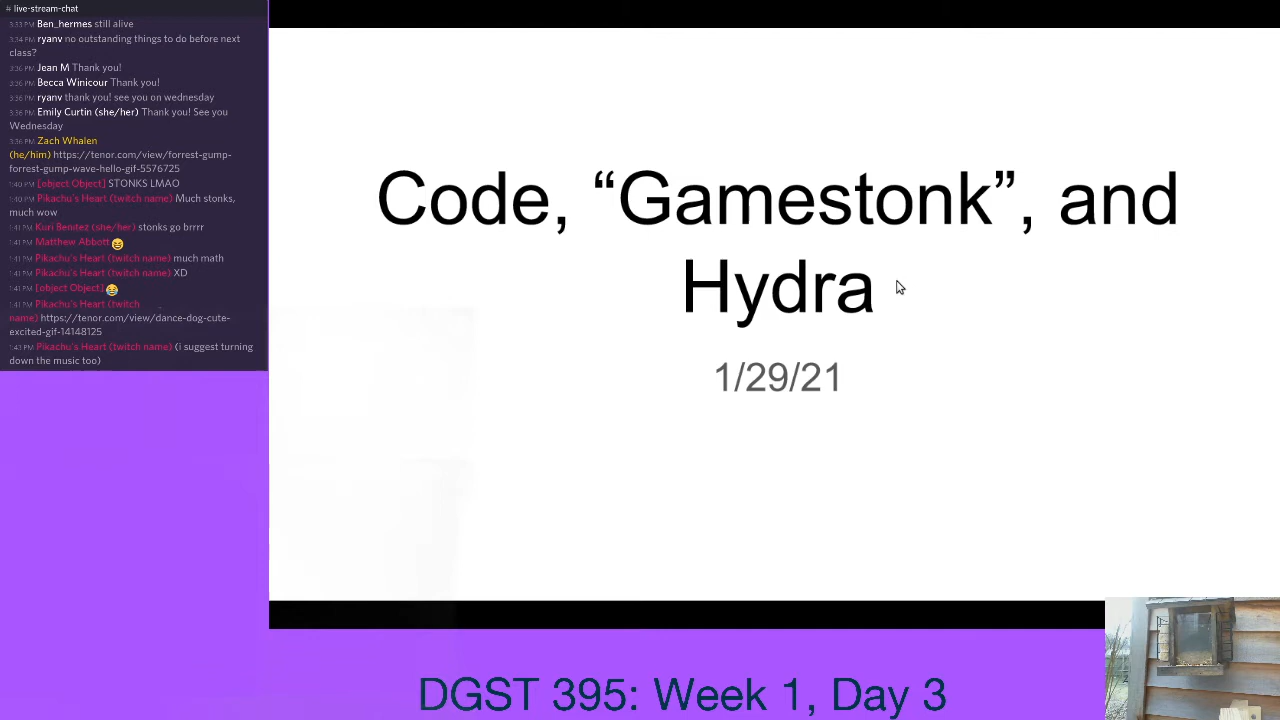 # live-stream-chat
3:33 PM Ben_hermes still alive
3:34 PM ryanv no outstanding things to do before next
class?
3:36 PM Jean M Thank you!
3:36 PM Becca Winicour Thank you!
3:36 PM ryanv thank you! see you on wednesday
3:36 PM Emily Curtin (she/her) Thank you! See you
Wednesday
3:36 PM Zach Whalen
(he/him) https://tenor.com/view/forrest-gump-
forrest-gump-wave-hello-gif-5576725
1:40 PM [object Object] STONKS LMAO
1:40 PM Pikachu's Heart (twitch name) Much stonks,
much wow
1:41 PM Kuri Benitez (she/her) stonks go brrrr
1:41 PM Matthew Abbott 😆
1:41 PM Pikachu's Heart (twitch name) much math
1:41 PM Pikachu's Heart (twitch name) XD
1:41 PM [object Object] 😂
1:41 PM Pikachu's Heart (twitch
name) https://tenor.com/view/dance-dog-cute-
excited-gif-14148125
1:43 PM Pikachu's Heart (twitch name) (i suggest turning
down the music too)
Code, “Gamestonk”, and
Hydra
1/29/21
DGST 395: Week 1, Day 3